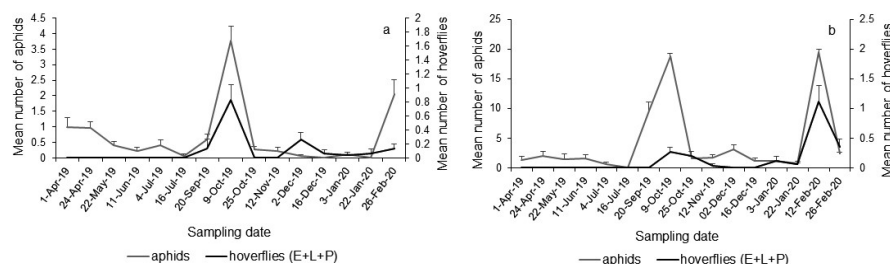 a
Mean number of aphids
4.5
4
3.5
3
2.5
2
1.5
1
0.5
0
2
1.8
1.6
1.4
1.2
1
0.8
0.6
0.4
0.2
0
Mean number of hoverflies
1-Apr-19
24-Apr-19
22-May-19
11-Jun-19
4-Jul-19
16-Jul-19
20-Sep-19
9-Oct-19
25-Oct-19
12-Nov-19
2-Dec-19
16-Dec-19
3-Jan-20
22-Jan-20
26-Feb-20
Sampling date
aphids hoverflies (E+L+P)
b
Mean number of aphids
25
20
15
10
5
0
2.5
2
1.5
1
0.5
0
Mean number of hoverflies
1-Apr-19
24-Apr-19
22-May-19
11-Jun-19
4-Jul-19
16-Jul-19
20-Sep-19
9-Oct-19
25-Oct-19
12-Nov-19
02-Dec-19
16-Dec-19
3-Jan-20
22-Jan-20
12-Feb-20
26-Feb-20
Sampling date
aphids hoverflies (E+L+P)